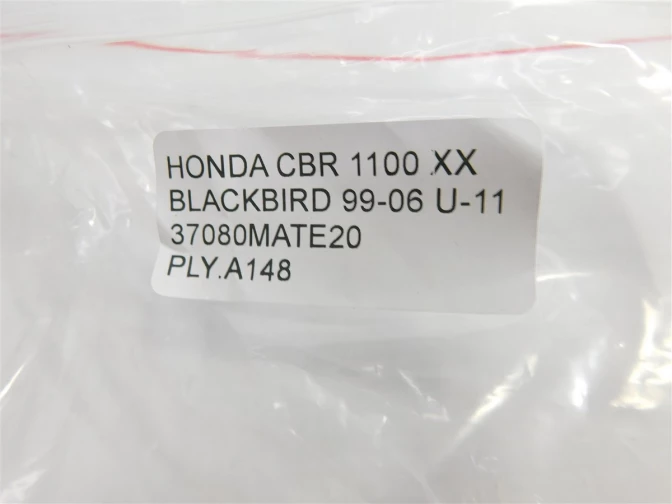 HONDA CBR 1100 XX
BLACKBIRD 99-06 U-11
37080MATE20
PLY.A148